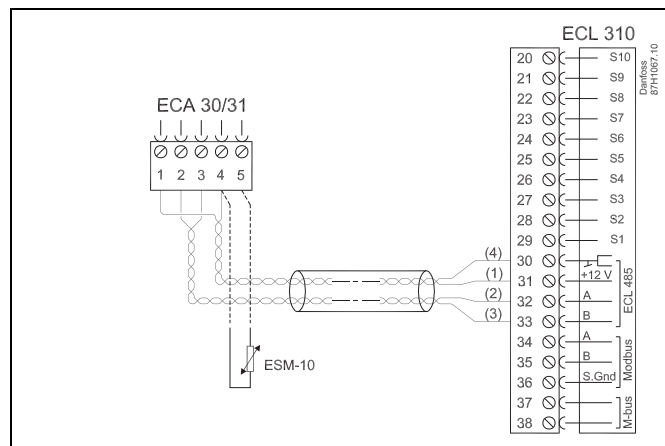 ECL 310
Danfoss
87H1067.10
ECA 30/31
1 2 3 4 5
20 S10
21 S9
22 S8
23 S7
24 S6
25 S5
26 S4
27 S3
28 S2
29 S1
(4) 30
(1) 31 +12 V
(2) 32 A
(3) 33 B
ECL 485
34 A
35 B
36 S.Gnd
Modbus
37
38
M-bus
ESM-10